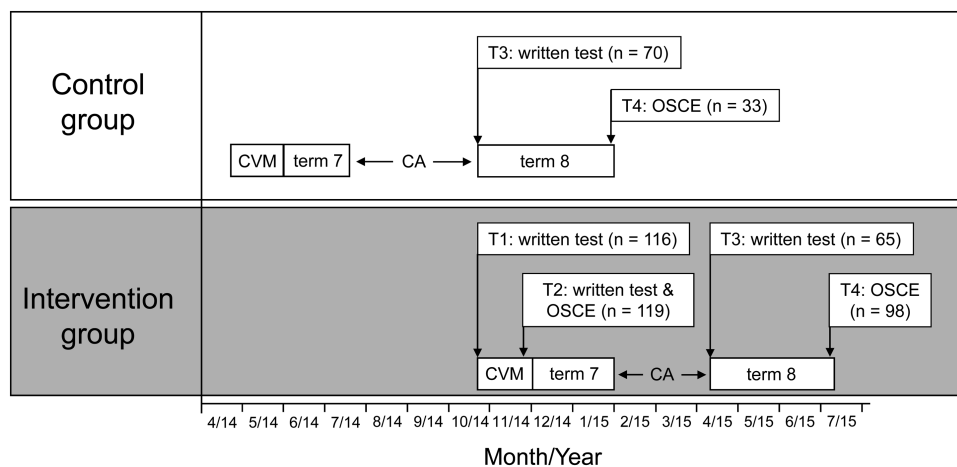 Control
group
T3: written test (n = 70)
T4: OSCE (n = 33)
CVM
term 7
CA
term 8
Intervention
group
T1: written test (n = 116)
T3: written test (n = 65)
T2: written test &
OSCE (n = 119)
T4: OSCE
(n = 98)
CVM
term 7
CA
term 8
4/14 5/14 6/14 7/14 8/14 9/14 10/14 11/14 12/14 1/15 2/15 3/15 4/15 5/15 6/15 7/15
Month/Year